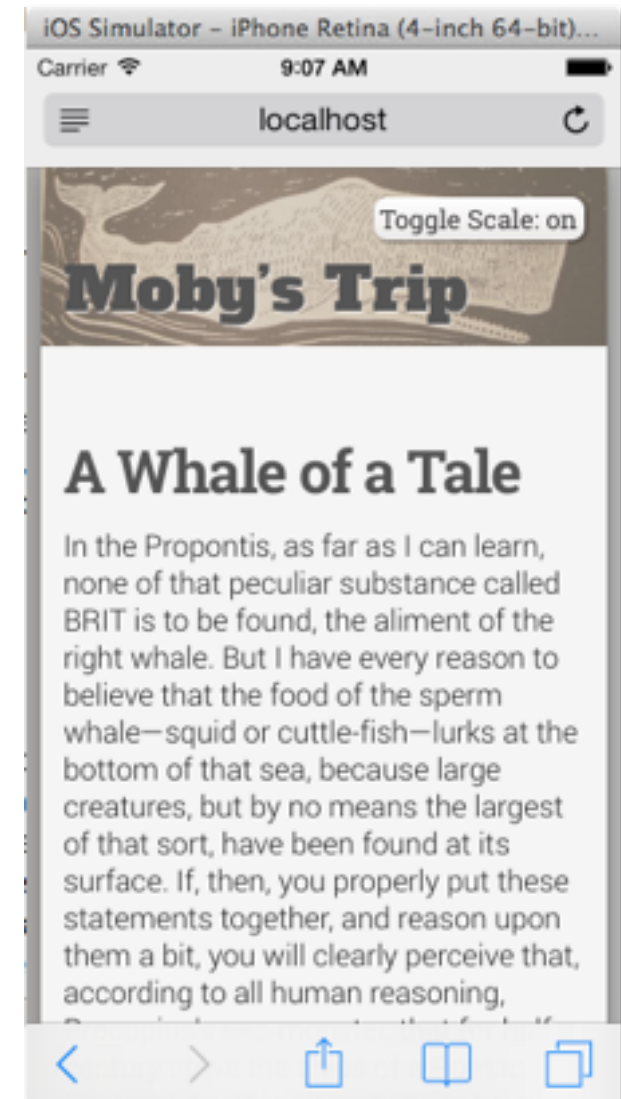 iOS Simulator – iPhone Retina (4-inch 64-bit)...
Carrier 9:07 AM
localhost
Toggle Scale: on
Moby's Trip
A Whale of a Tale
In the Propontis, as far as I can learn,
none of that peculiar substance called
BRIT is to be found, the aliment of the
right whale. But I have every reason to
believe that the food of the sperm
whale—squid or cuttle-fish—lurks at the
bottom of that sea, because large
creatures, but by no means the largest
of that sort, have been found at its
surface. If, then, you properly put these
statements together, and reason upon
them a bit, you will clearly perceive that,
according to all human reasoning,